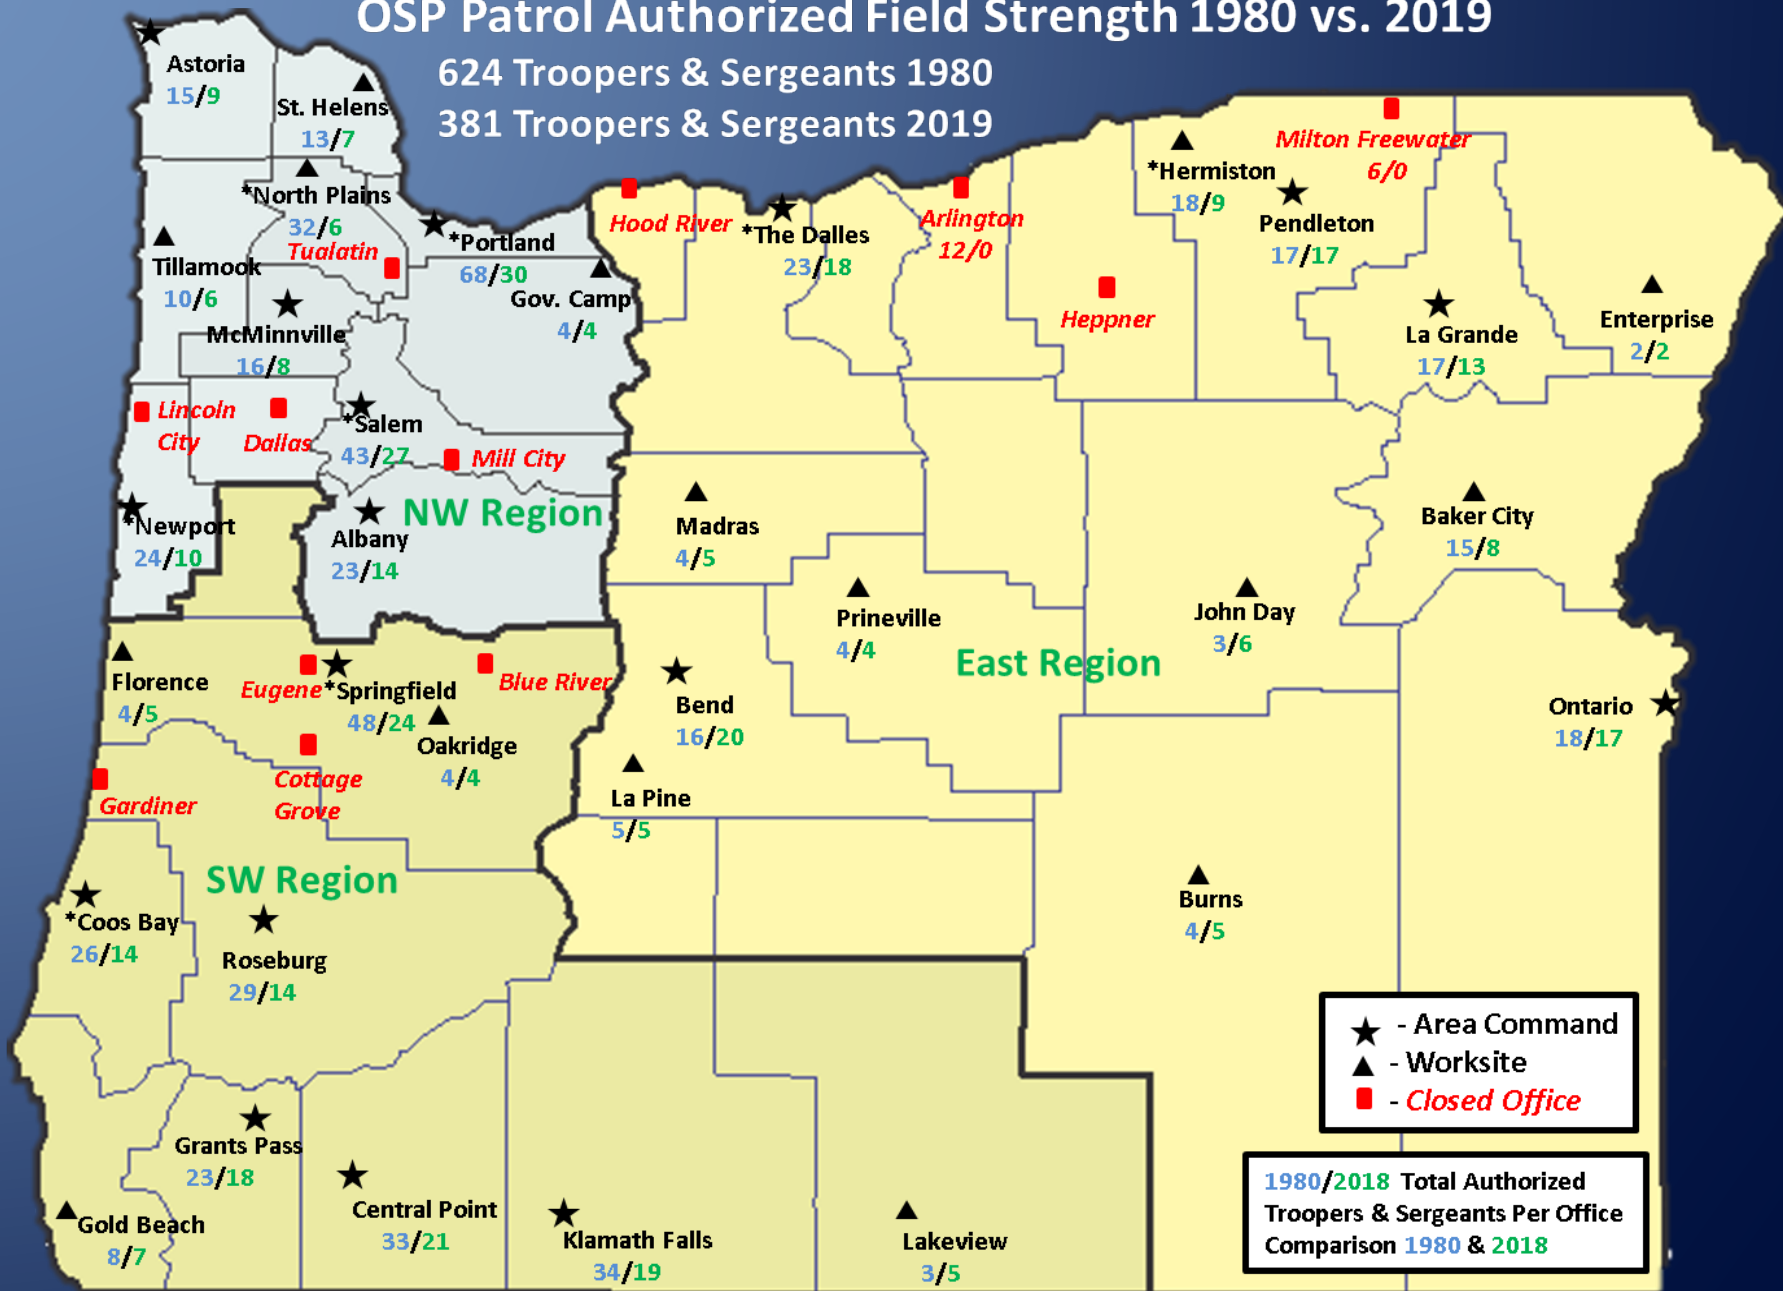 OSP Patrol Authorized Field Strength 1980 vs. 2019
624 Troopers & Sergeants 1980
381 Troopers & Sergeants 2019
Astoria
15/9
St. Helens
13/7
*North Plains
32/6
Tualatin
Tillamook
10/6
*Portland
68/30
Gov. Camp
4/4
McMinnville
16/8
Lincoln
City
Dallas
*Salem
43/27
Mill City
*Newport
24/10
Albany
23/14
NW Region
Hood River
*The Dalles
23/18
Arlington
12/0
Heppner
*Hermiston
18/9
Milton Freewater
6/0
Pendleton
17/17
La Grande
17/13
Enterprise
2/2
Madras
4/5
Prineville
4/4
East Region
Baker City
15/8
John Day
3/6
Bend
16/20
La Pine
5/5
Ontario
18/17
Burns
4/5
Florence
4/5
Eugene
*Springfield
48/24
Blue River
Oakridge
4/4
Cottage
Grove
Gardiner
SW Region
*Coos Bay
26/14
Roseburg
29/14
Grants Pass
23/18
Gold Beach
8/7
Central Point
33/21
Klamath Falls
34/19
Lakeview
3/5
- Area Command
- Worksite
- Closed Office
1980/2018 Total Authorized
Troopers & Sergeants Per Office
Comparison 1980 & 2018